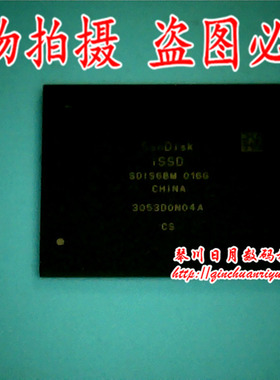 物拍摄 盗图必
SanDisk
iSSD
SDIS6BM 016G
CHINA
3053D0N04A
CS
琴川日月数码
http://qinchuanriyu